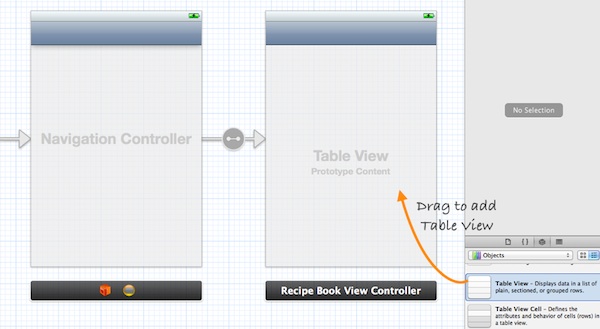 Navigation Controller
Table View
Prototype Content
No Selection
Drag to add
Table View
Objects
Table View – Displays data in a list of
plain, sectioned, or grouped rows.
Recipe Book View Controller
Table View Cell – Defines the
attributes and behavior of cells (rows) in
a table view.